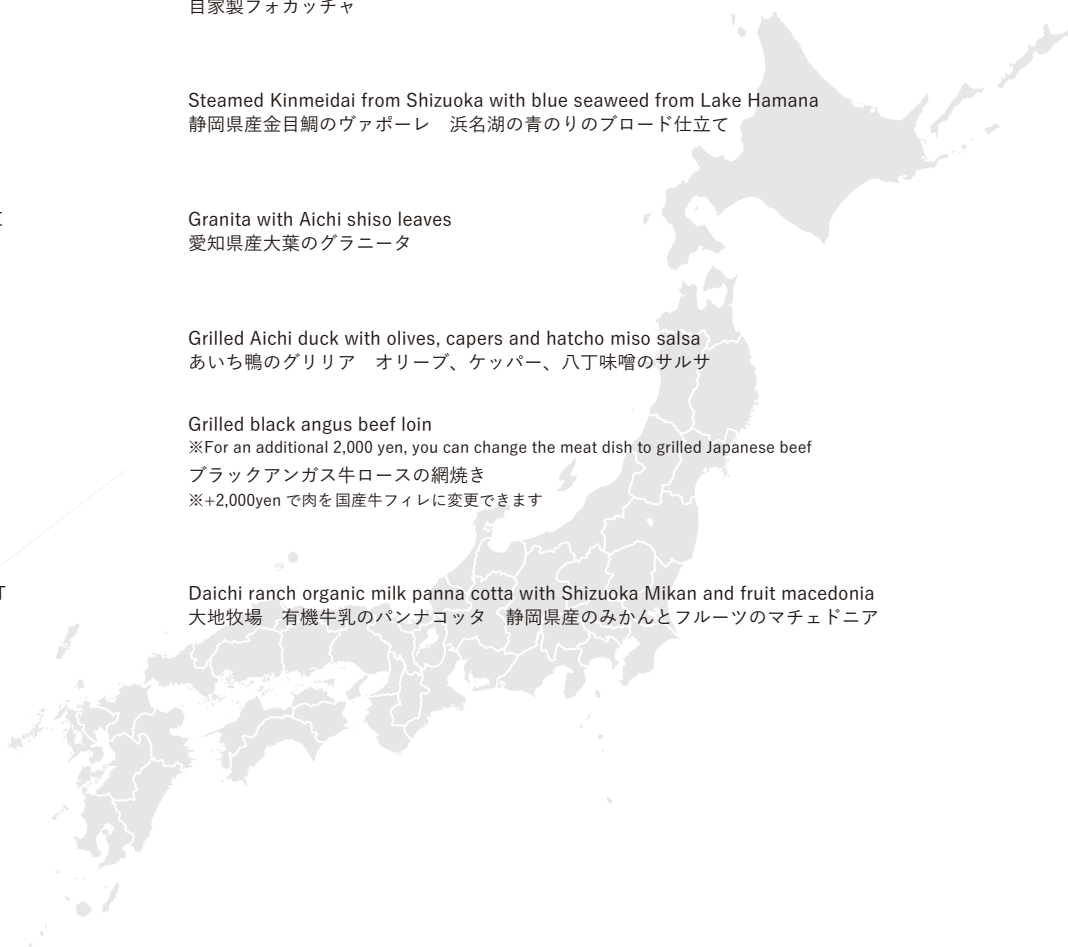 自家製フォカッチャ
Steamed Kinmeidai from Shizuoka with blue seaweed from Lake Hamana
静岡県産金目鯛のヴァポーレ　浜名湖の青のりのブロード仕立て
Granita with Aichi shiso leaves
愛知県産大葉のグラニータ
Grilled Aichi duck with olives, capers and hatcho miso salsa
あいち鴨のグリリア　オリーブ、ケッパー、八丁味噌のサルサ
Grilled black angus beef loin
※For an additional 2,000 yen, you can change the meat dish to grilled Japanese beef
ブラックアンガス牛ロースの網焼き
※+2,000yen で肉を国産牛フィレに変更できます
T
Daichi ranch organic milk panna cotta with Shizuoka Mikan and fruit macedonia
大地牧場　有機牛乳のパンナコッタ　静岡県産のみかんとフルーツのマチェドニア